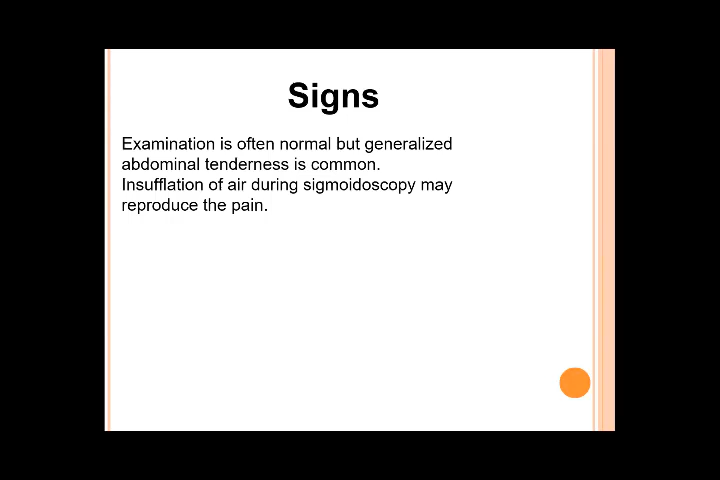 Signs
Examination is often normal but generalized
abdominal tenderness is common.
Insufflation of air during sigmoidoscopy may
reproduce the pain.